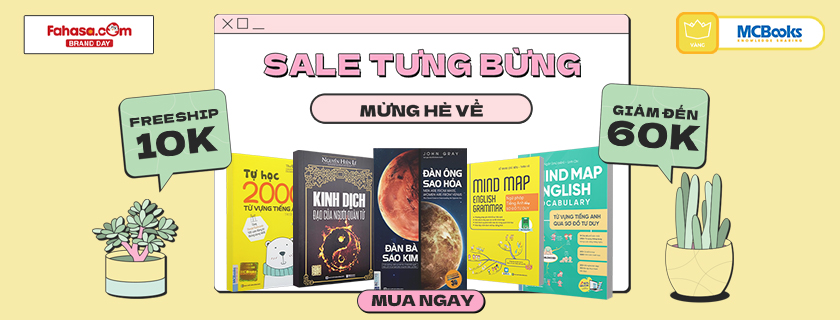 Fahasa.com
BRAND DAY
VÀNG
MCBooks
KNOWLEDGE SHARING
SALE TƯNG BỪNG
MỪNG HÈ VỀ
FREESHIP
10K
GIẢM ĐẾN
60K
Tự học
2000
TỪ VỰNG TIẾNG A
NGUYỄN HIẾN LÊ
KINH DỊCH
ĐẠO CỦA NGƯỜI QUÂN TỬ
JOHN GRAY
ĐÀN ÔNG
SAO HỎA
ĐÀN BÀ
SAO KIM
MIND MAP
ENGLISH
GRAMMAR
MIND MAP
ENGLISH
VOCABULARY
TỪ VỰNG TIẾNG ANH
QUA SƠ ĐỒ TƯ DUY
MUA NGAY